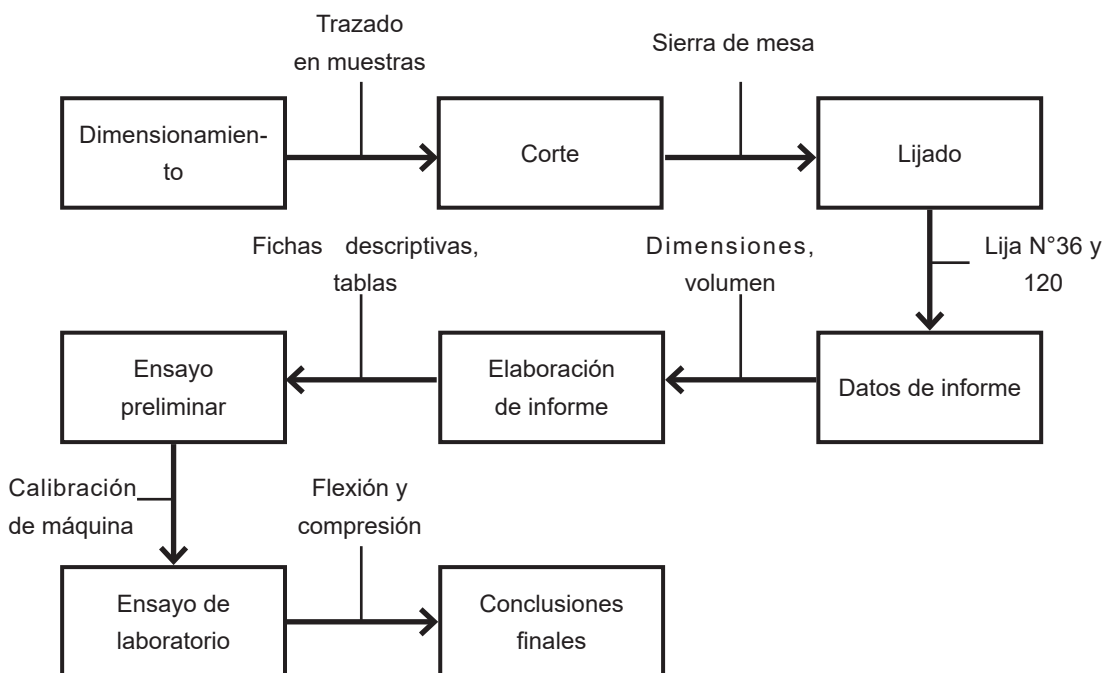 Trazado
en muestras
Sierra de mesa
Dimensionamien-
to
Corte
Lijado
Fichas descriptivas,
tablas
Dimensiones,
volumen
Lija N°36 y
120
Ensayo
preliminar
Elaboración
de informe
Datos de informe
Calibración
de máquina
Flexión y
compresión
Ensayo de
laboratorio
Conclusiones
finales